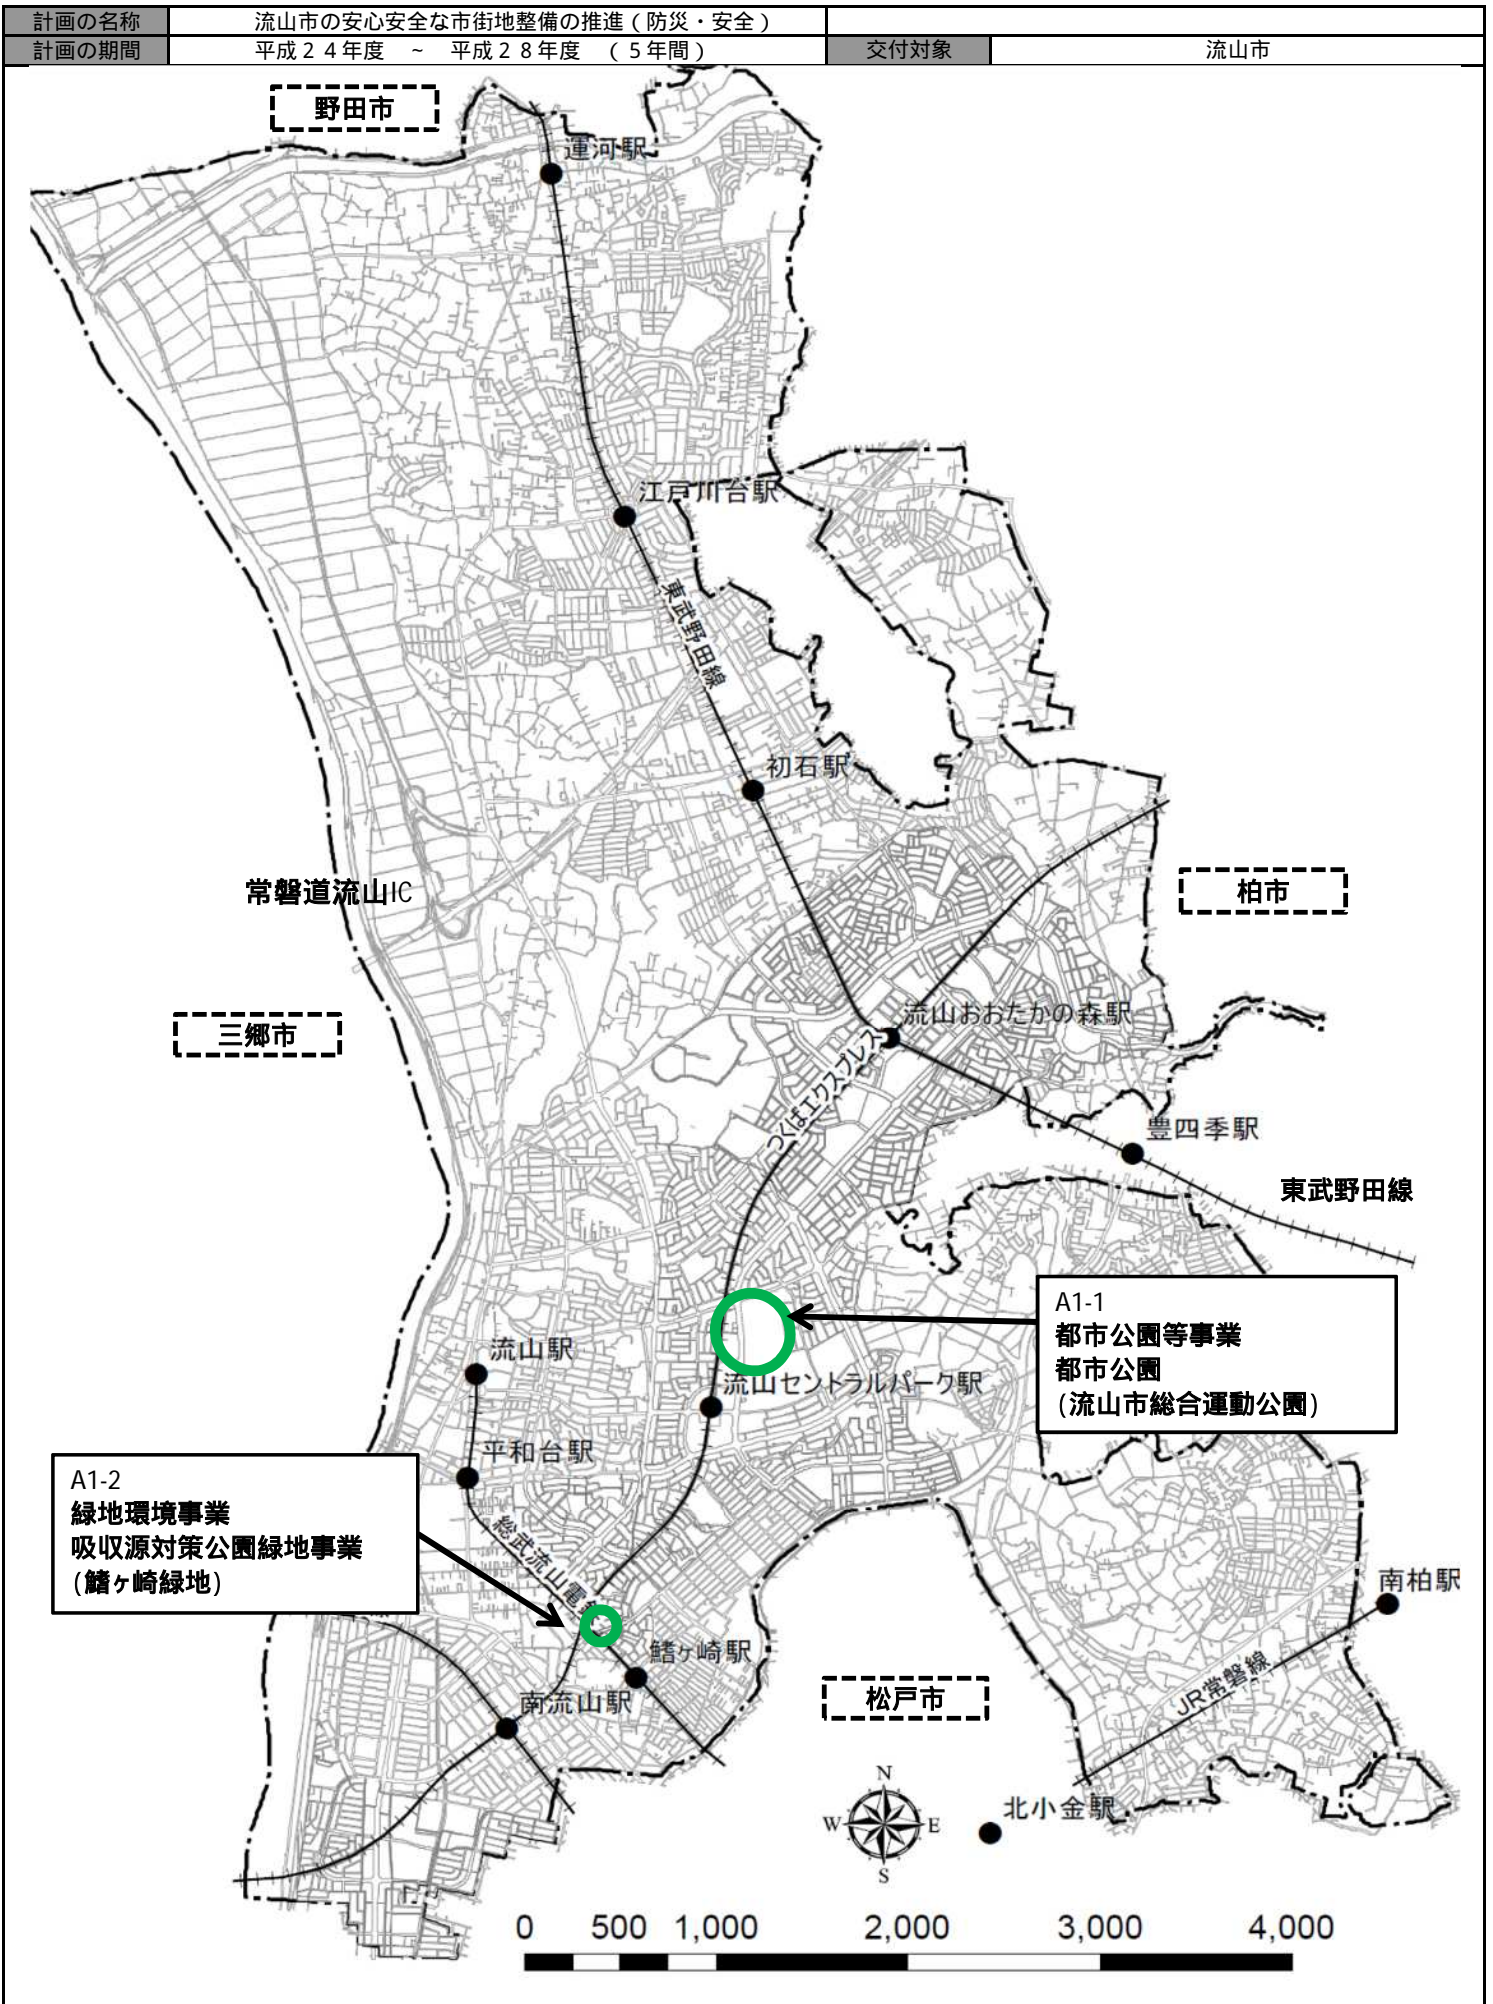 計画の名称
流山市の安心安全な市街地整備の推進(防災・安全)
計画の期間
平成24年度 ~ 平成28年度 (5年間)
交付対象
流山市
野田市
運河駅
江戸川台駅
東武野田線
初石駅
常磐道流山IC
柏市
三郷市
流山おおたかの森駅
つくばエクスプレス
豊四季駅
東武野田線
A1-1
都市公園等事業
都市公園
(流山市総合運動公園)
流山駅
流山セントラルパーク駅
平和台駅
A1-2
緑地環境事業
吸収源対策公園緑地事業
(鰭ヶ崎緑地)
総武流山電
南柏駅
鰭ヶ崎駅
南流山駅
松戸市
JR常磐線
N
W
E
S
北小金駅
0 500 1,000 2,000 3,000 4,000